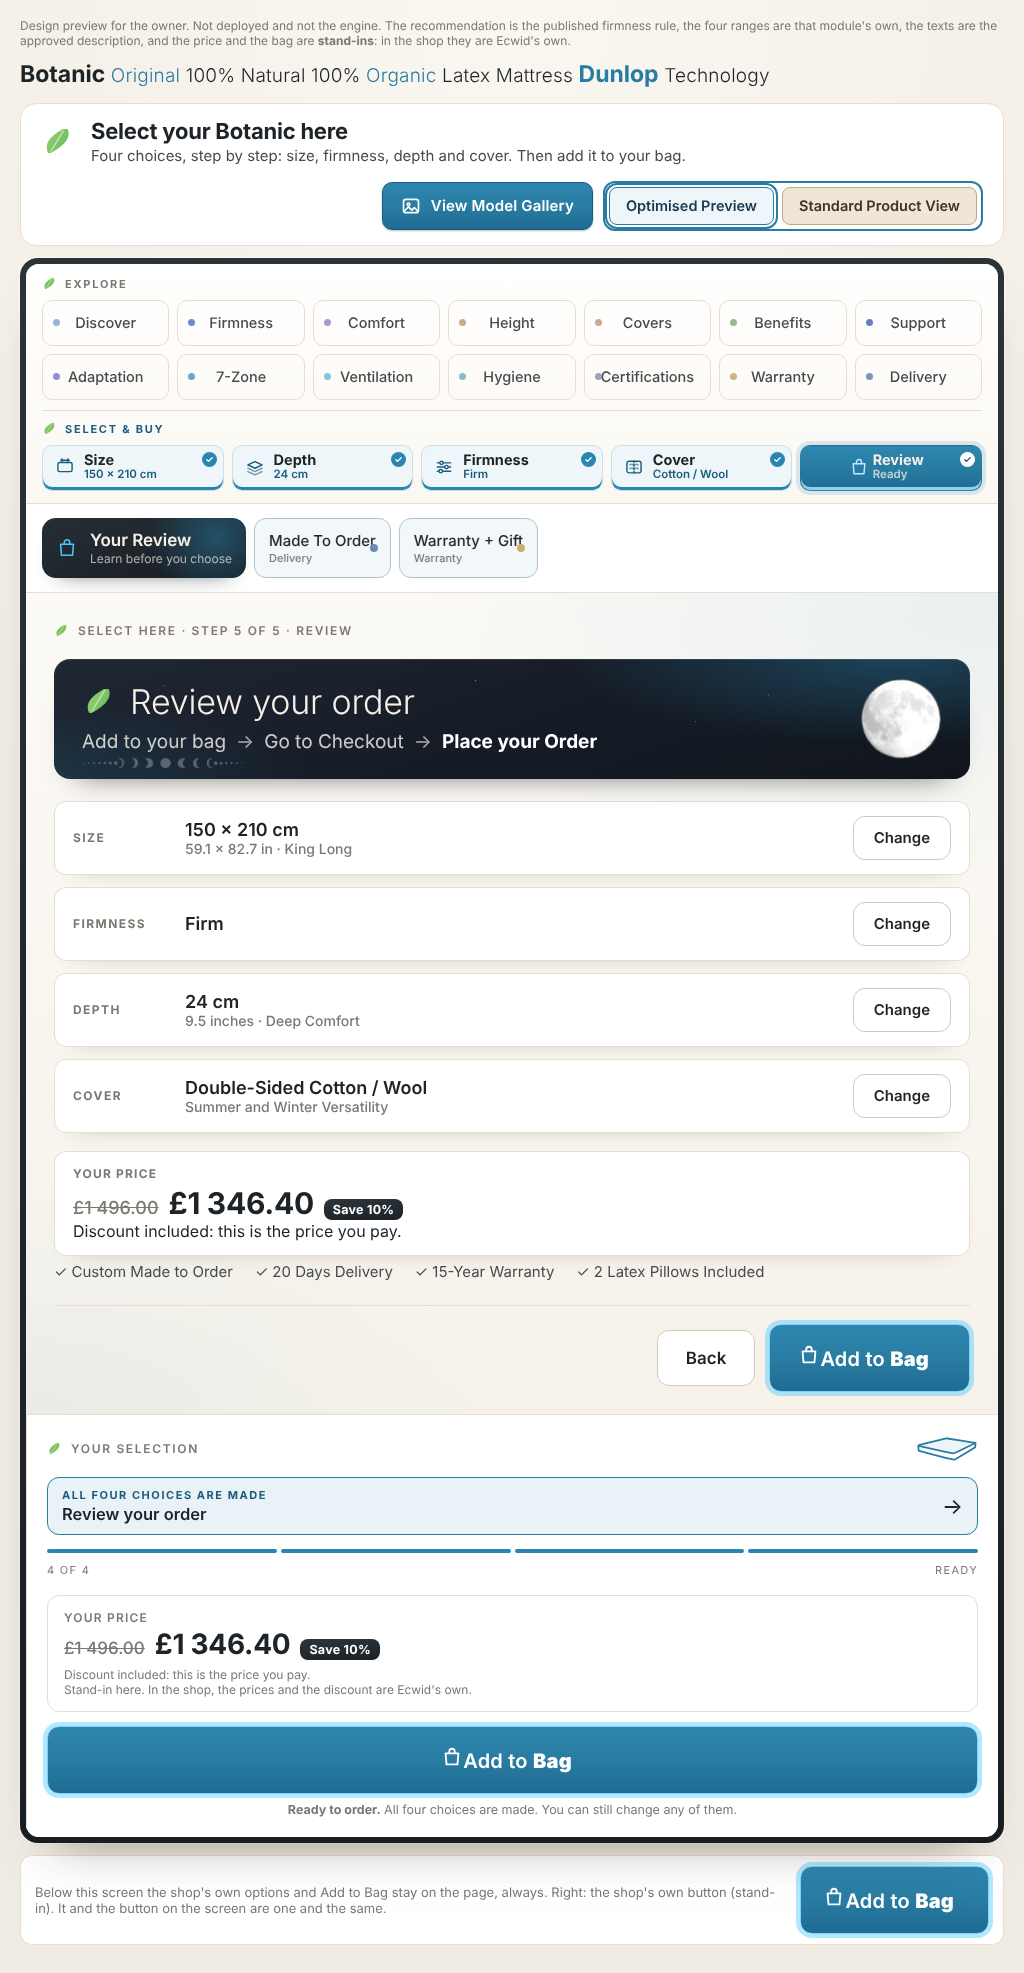 Design preview for the owner. Not deployed and not the engine. The recommendation is the published firmness rule, the four ranges are that module's own, the texts are the
approved description, and the price and the bag are stand-ins: in the shop they are Ecwid's own.
Botanic Original 100% Natural 100% Organic Latex Mattress Dunlop Technology
Select your Botanic here
Four choices, step by step: size, firmness, depth and cover. Then add it to your bag.
View Model Gallery
Optimised Preview
Standard Product View
EXPLORE
Discover
Firmness
Comfort
Height
Covers
Benefits
Support
Adaptation
7-Zone
Ventilation
Hygiene
Certifications
Warranty
Delivery
SELECT & BUY
Size
150 × 210 cm
Depth
24 cm
Firmness
Firm
Cover
Cotton / Wool
Review
Ready
Your Review
Learn before you choose
Made To Order
Delivery
Warranty + Gift
Warranty
SELECT HERE · STEP 5 OF 5 · REVIEW
Review your order
Add to your bag → Go to Checkout → Place your Order
SIZE
150 × 210 cm
59.1 × 82.7 in · King Long
Change
FIRMNESS
Firm
Change
DEPTH
24 cm
9.5 inches · Deep Comfort
Change
COVER
Double-Sided Cotton / Wool
Summer and Winter Versatility
Change
YOUR PRICE
£1 496.00 £1 346.40 Save 10%
Discount included: this is the price you pay.
✓ Custom Made to Order ✓ 20 Days Delivery ✓ 15-Year Warranty ✓ 2 Latex Pillows Included
Back
Add to Bag
YOUR SELECTION
ALL FOUR CHOICES ARE MADE
Review your order →
4 OF 4
READY
YOUR PRICE
£1 496.00 £1 346.40 Save 10%
Discount included: this is the price you pay.
Stand-in here. In the shop, the prices and the discount are Ecwid's own.
Add to Bag
Ready to order. All four choices are made. You can still change any of them.
Below this screen the shop's own options and Add to Bag stay on the page, always. Right: the shop's own button (stand-
in). It and the button on the screen are one and the same.
Add to Bag